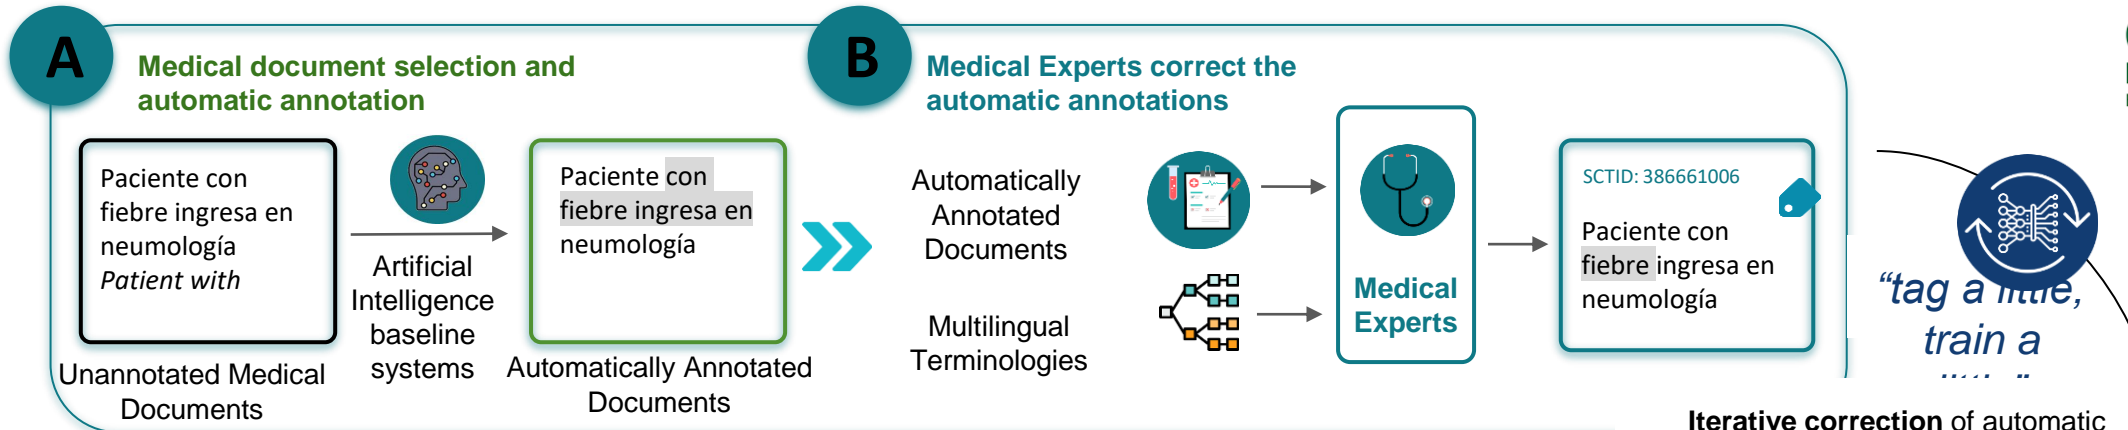 A
Medical document selection and
automatic annotation
Paciente con
fiebre ingresa en
neumología
Patient with
Unannotated Medical
Documents
Artificial
Intelligence
baseline
systems
Paciente con
fiebre ingresa en
neumología
Automatically Annotated
Documents
B
Medical Experts correct the
automatic annotations
Automatically
Annotated
Documents
Multilingual
Terminologies
Medical
Experts
SCTID: 386661006
Paciente con
fiebre ingresa en
neumología
“tag a little,
train a
Iterative correction of automatic